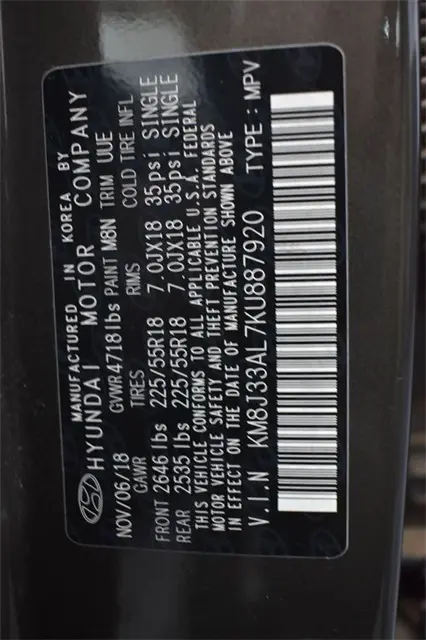 MANUFACTURED IN KOREA BY
HYUNDAI MOTOR COMPANY
NOV/06/18 GVWR4718lbs PAINT M8N TRIM UUE
GAWR TIRES RIMS COLD TIRE INFL
FRONT 2646 lbs 225/55R18 7.0JX18 35psi SINGLE
REAR 2535 lbs 225/55R18 7.0JX18 35psi SINGLE
THIS VEHICLE CONFORMS TO ALL APPLICABLE U.S.A. FEDERAL
MOTOR VEHICLE SAFETY AND THEFT PREVENTION STANDARDS
IN EFFECT ON THE DATE OF MANUFACTURE SHOWN ABOVE
V.I.N KM8J33AL7KU887920 TYPE : MPV